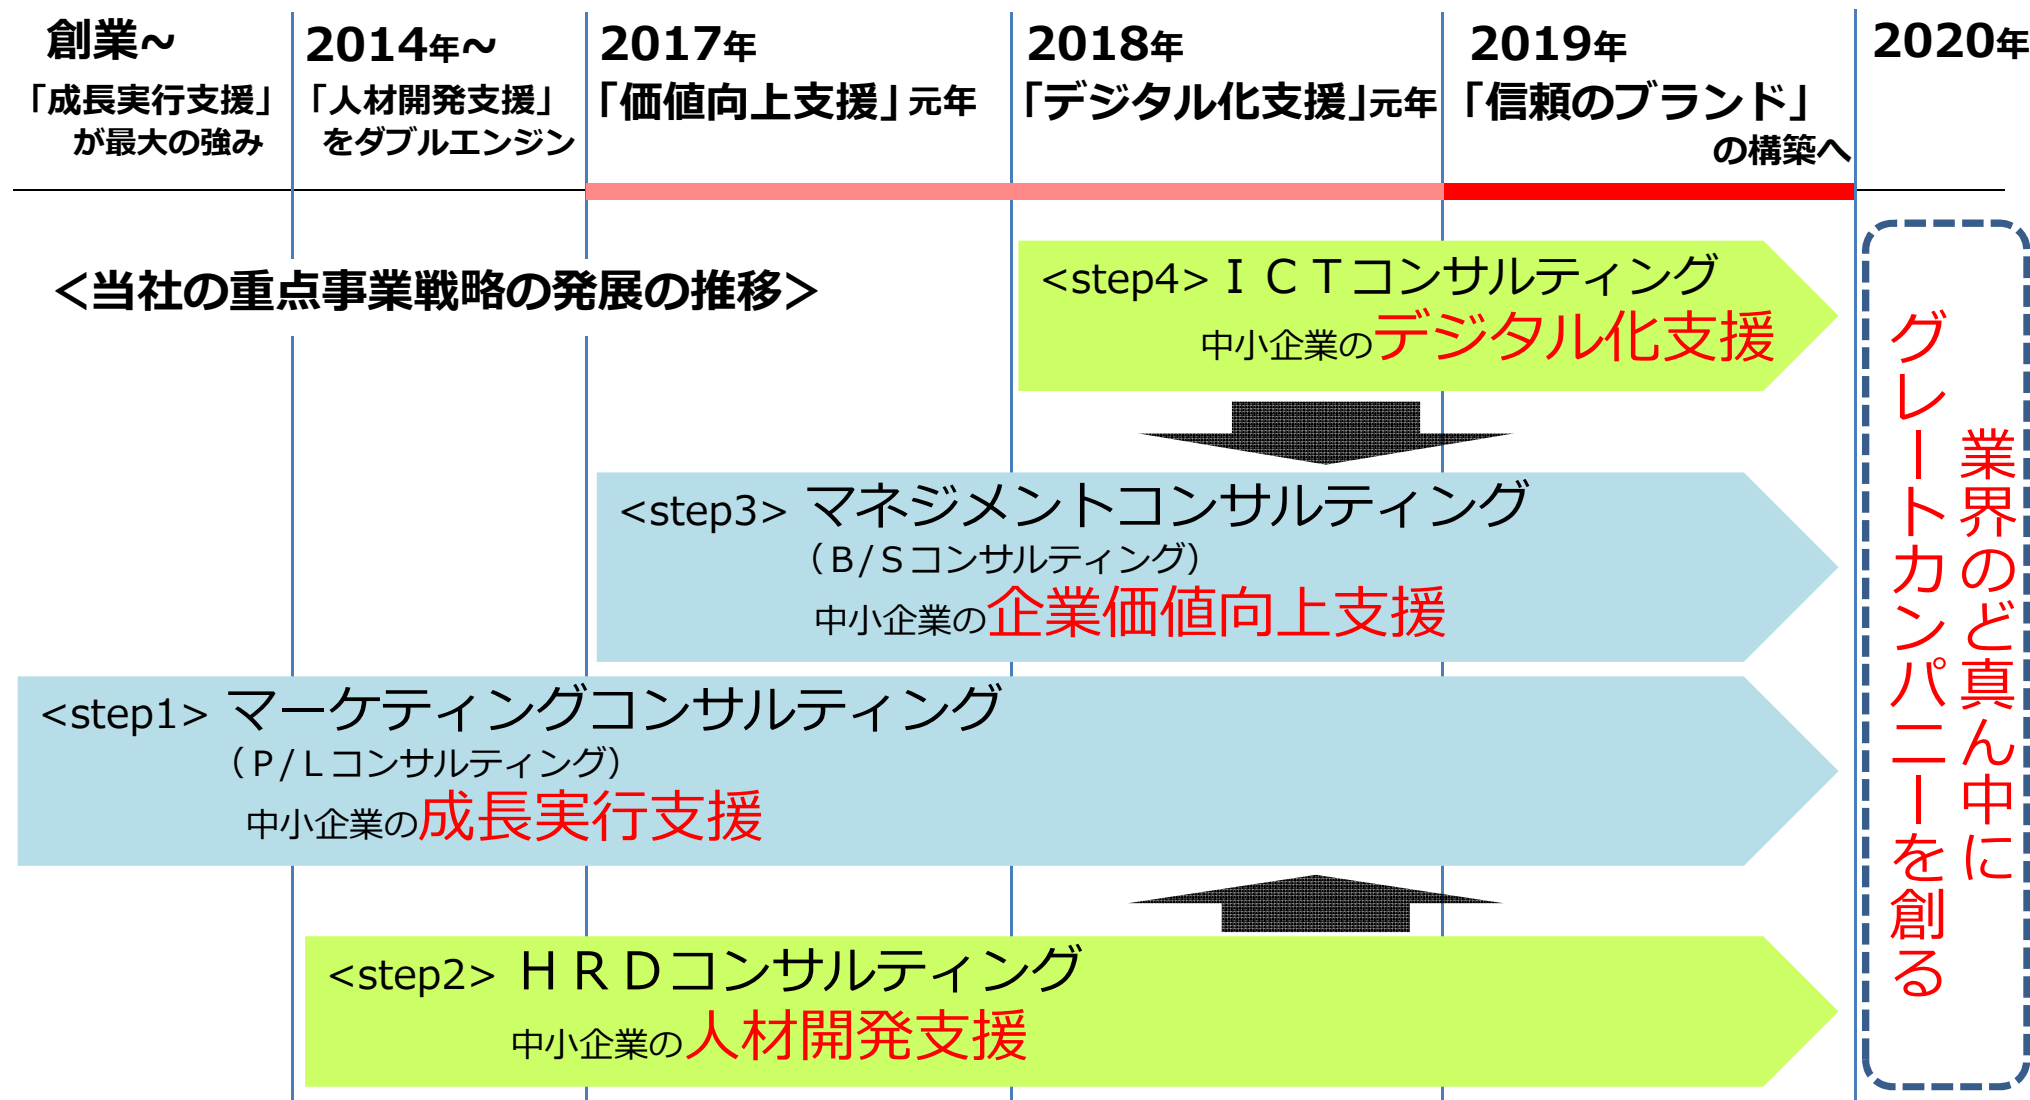 創業~
「成長実行支援」
が最大の強み
2014年~
「人材開発支援」
をダブルエンジン
2017年
「価値向上支援」元年
2018年
「デジタル化支援」元年
2019年
「信頼のブランド」
の構築へ
2020年
<当社の重点事業戦略の発展の推移>
<step4> ＩＣＴコンサルティング
中小企業のデジタル化支援
<step3> マネジメントコンサルティング
（Ｂ/Ｓコンサルティング）
中小企業の企業価値向上支援
<step1> マーケティングコンサルティング
（Ｐ/Ｌコンサルティング）
中小企業の成長実行支援
<step2> ＨＲＤコンサルティング
中小企業の人材開発支援
業界のど真ん中に
グレートカンパニーを創る